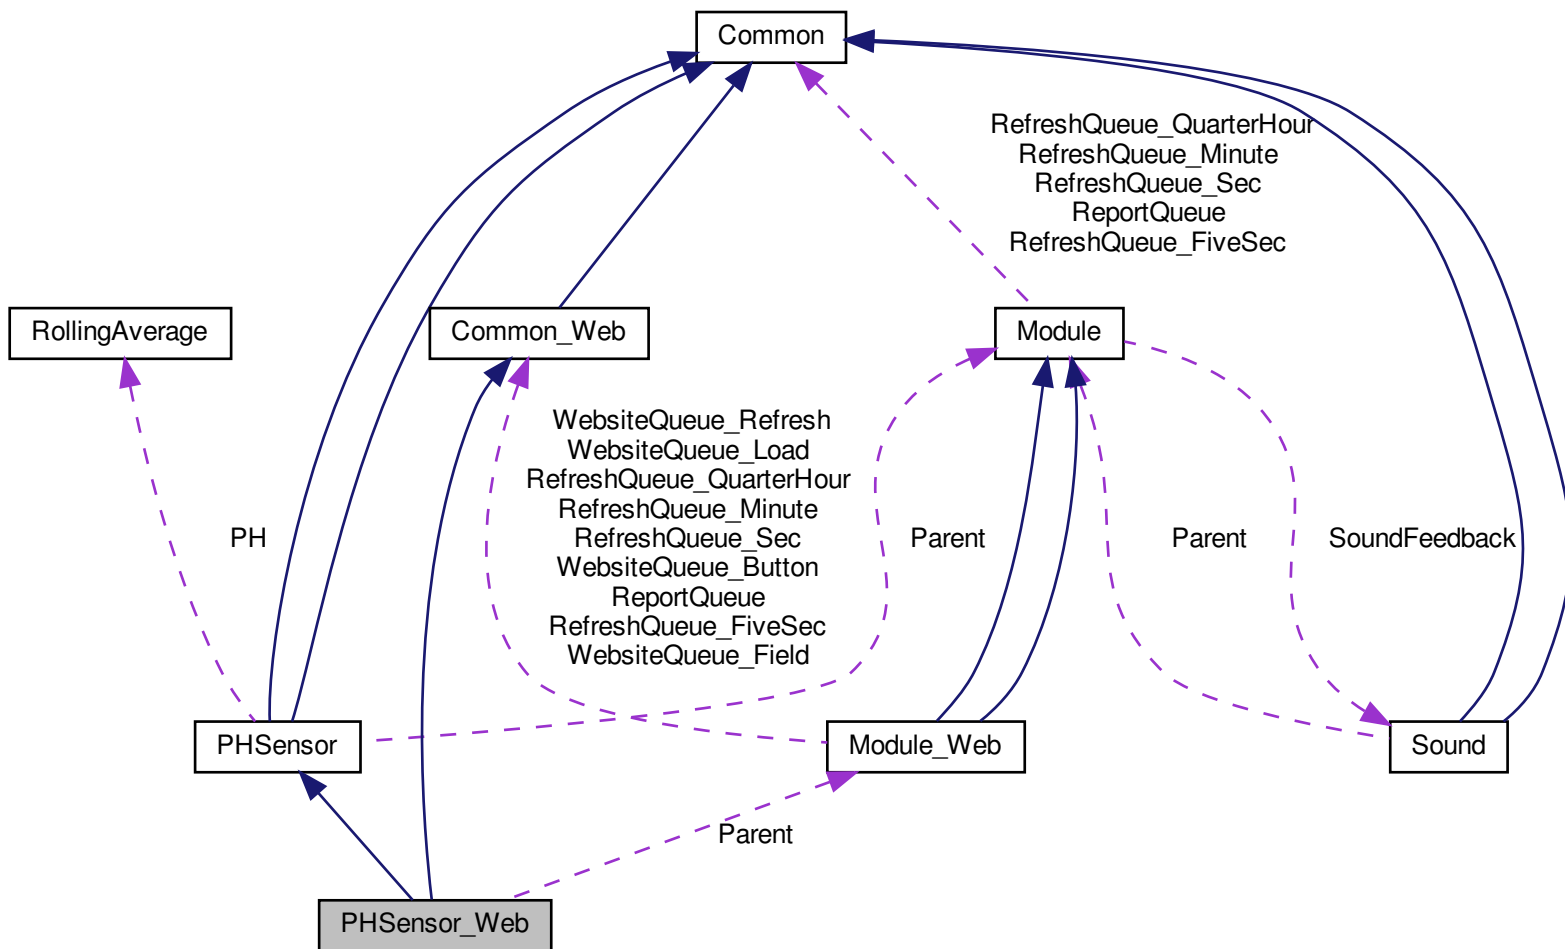 Common
RefreshQueue_QuarterHour
RefreshQueue_Minute
RefreshQueue_Sec
ReportQueue
RefreshQueue_FiveSec
RollingAverage
Common_Web
Module
WebsiteQueue_Refresh
WebsiteQueue_Load
RefreshQueue_QuarterHour
RefreshQueue_Minute
RefreshQueue_Sec
WebsiteQueue_Button
ReportQueue
RefreshQueue_FiveSec
WebsiteQueue_Field
PH
Parent
Parent
SoundFeedback
PHSensor
Module_Web
Sound
Parent
PHSensor_Web